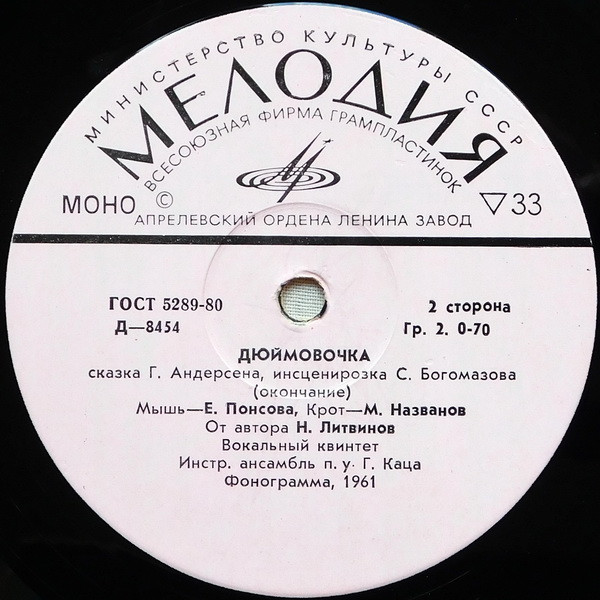 МИНИСТЕРСТВО КУЛЬТУРЫ СССР
МЕЛОДИЯ
ВСЕСОЮЗНАЯ ФИРМА ГРАМПЛАСТИНОК
МОНО © ▽33
АПРЕЛЕВСКИЙ ОРДЕНА ЛЕНИНА ЗАВОД
ГОСТ 5289-80 2 сторона
Д—8454 Гр. 2. 0-70
ДЮЙМОВОЧКА
сказка Г. Андерсена, инсценирозка С. Богомазова
(окончание)
Мышь—Е. Понсова, Крот—М. Названов
От автора Н. Литвинов
Вокальный квинтет
Инстр. ансамбль п. у. Г. Каца
Фонограмма, 1961